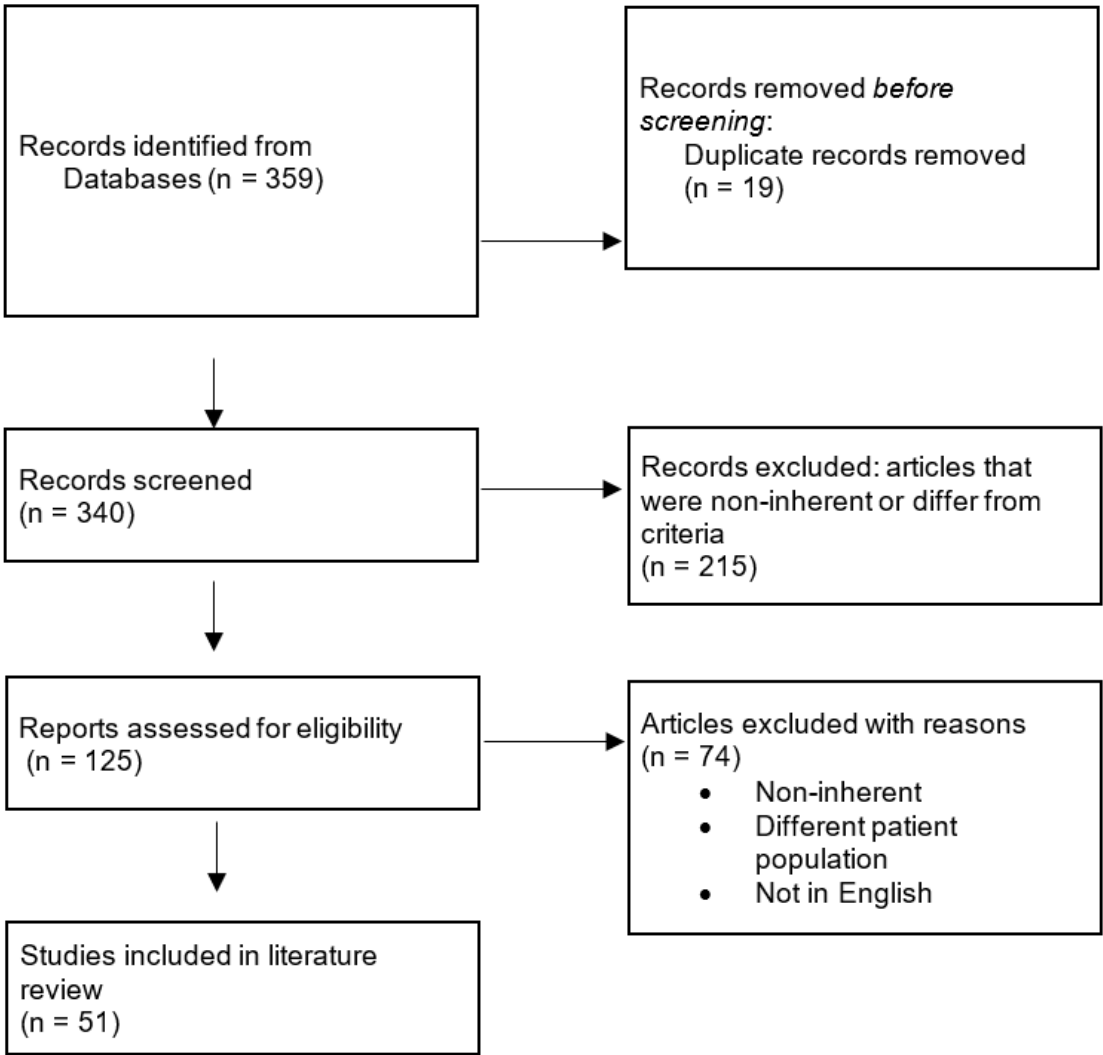 Records identified from
Databases (n = 359)
Records removed before
screening:
Duplicate records removed
(n = 19)
Records screened
(n = 340)
Records excluded: articles that
were non-inherent or differ from
criteria
(n = 215)
Reports assessed for eligibility
(n = 125)
Articles excluded with reasons
(n = 74)
• Non-inherent
• Different patient
population
• Not in English
Studies included in literature
review
(n = 51)